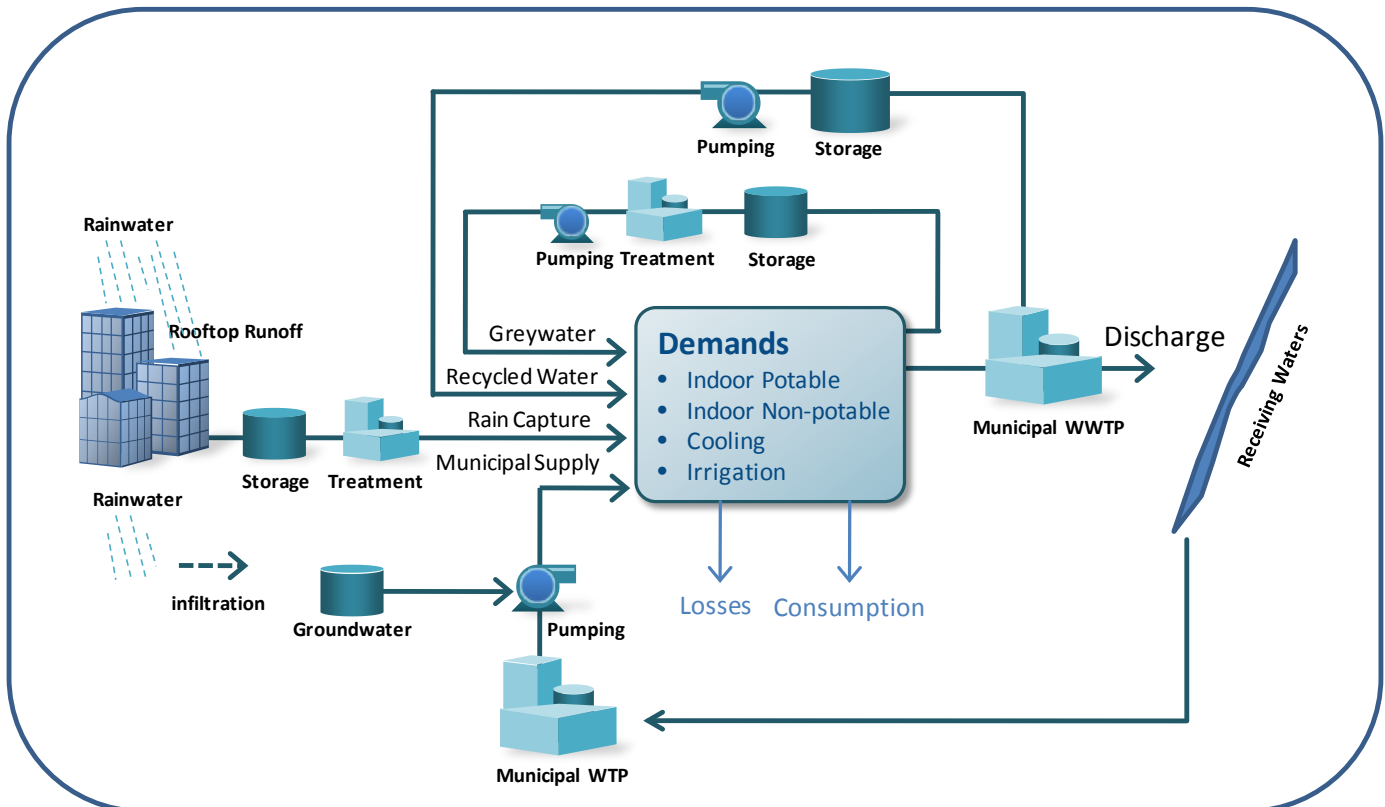 Pumping
Storage
Rainwater
Pumping
Treatment
Storage
Rooftop Runoff
Greywater
Recycled Water
Rain Capture
Municipal Supply
Demands
• Indoor Potable
• Indoor Non-potable
• Cooling
• Irrigation
Discharge
Municipal WWTP
Receiving Waters
Storage
Treatment
Rainwater
infiltration
Groundwater
Pumping
Losses
Consumption
Municipal WTP